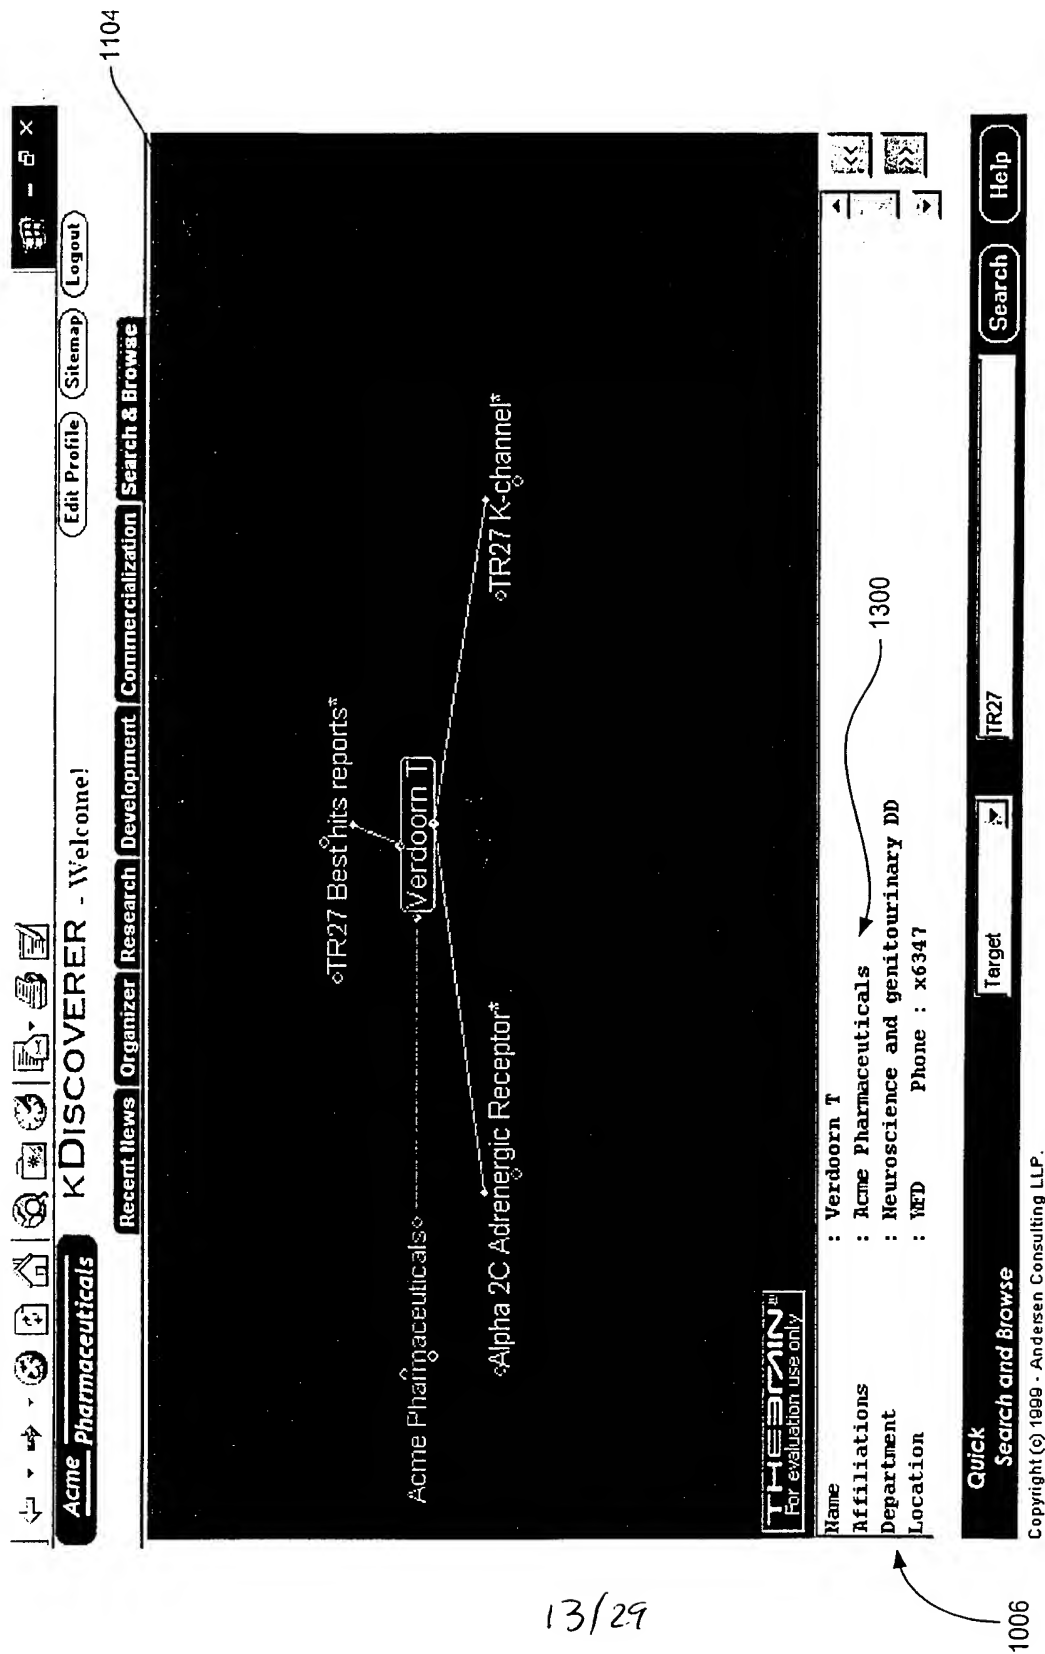 1104
Acme
Pharmaceuticals
KDISCOVERER - Welcome!
Edit Profile Sitemap Logout
Recent News Organizer Research Development Commercialization Search & Browse
TR27 Best hits reports*
Acme Pharmaceuticals
Verdoorn T
Alpha 2C Adrenergic Receptor*
TR27 K-channel*
THEBRAIN
For evaluation use only
Name : Verdoorn T
Affiliations : Acme Pharmaceuticals
Department : Neuroscience and genitourinary DD
Location : WFD Phone : x6347
1300
1006
Quick
Search and Browse
Target
TR27
Search Help
Copyright (c) 1999 - Andersen Consulting LLP.
13/29